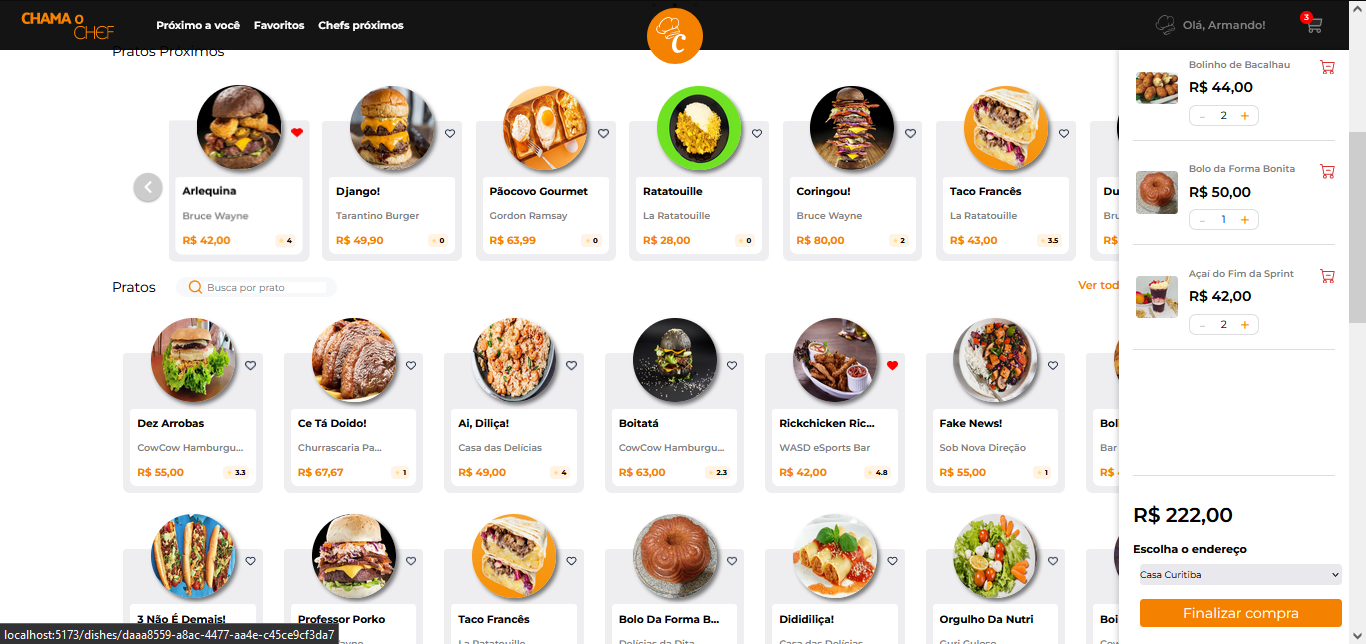 CHAMA O
CHEF
Próximo a você Favoritos Chefs próximos
C
Olá, Armando!
3
Pratos Próximos
Arlequina
Bruce Wayne
R$ 42,00 4
Django!
Tarantino Burger
R$ 49,90 0
Pãocovo Gourmet
Gordon Ramsay
R$ 63,99 0
Ratatouille
La Ratatouille
R$ 28,00 0
Coringou!
Bruce Wayne
R$ 80,00 2
Taco Francês
La Ratatouille
R$ 43,00 3.5
Du
Bru
R$
Pratos
Busca por prato
Ver tod
Dez Arrobas
CowCow Hamburgu...
R$ 55,00 3.3
Ce Tá Doido!
Churrascaria Pa...
R$ 67,67 1
Ai, Diliça!
Casa das Delícias
R$ 49,00 4
Boitatá
CowCow Hamburgu...
R$ 63,00 2.3
Rickchicken Ric...
WASD eSports Bar
R$ 42,00 4.8
Fake News!
Sob Nova Direção
R$ 55,00 1
Boli
Bar
R$
3 Não É Demais!
Professor Porko
Taco Francês
La Ratatouille
Bolo Da Forma B...
Delícias da Dita
Dididiliça!
Casa das Delícias
Orgulho Da Nutri
Guri Guloso
Bolinho de Bacalhau
R$ 44,00
- 2 +
Bolo da Forma Bonita
R$ 50,00
- 1 +
Açaí do Fim da Sprint
R$ 42,00
- 2 +
R$ 222,00
Escolha o endereço
Casa Curitiba
Finalizar compra
localhost:5173/dishes/daaa8559-a8ac-4477-aa4e-c45ce9cf3da7